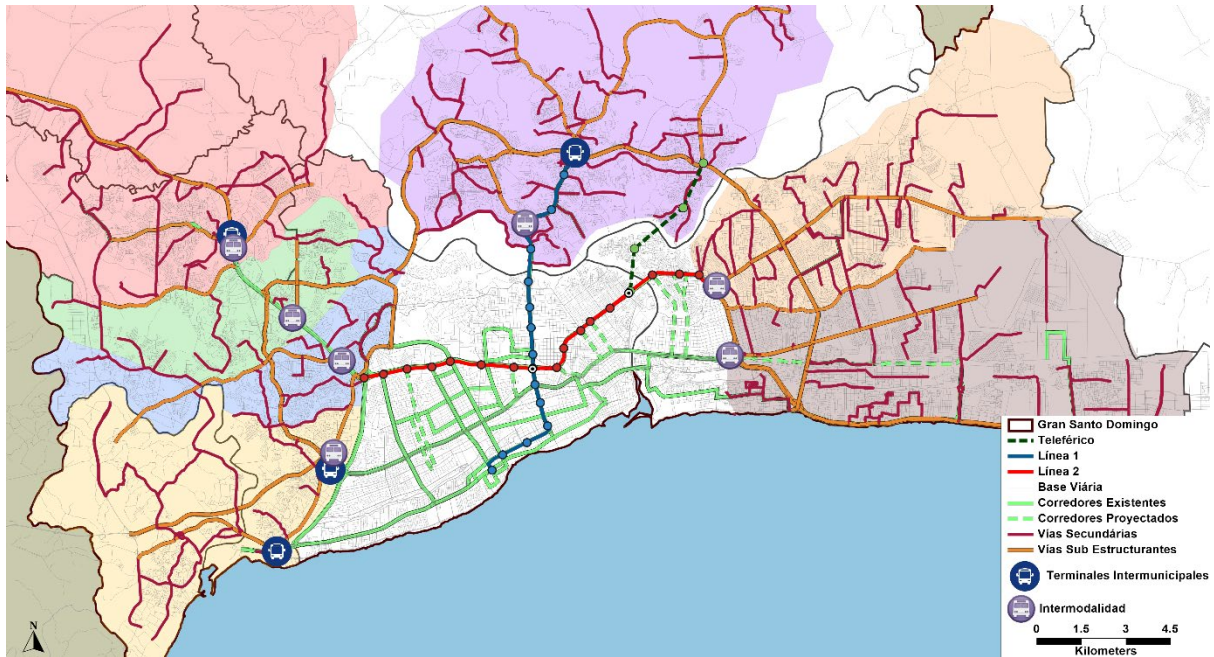 Gran Santo Domingo
Teleférico
Línea 1
Línea 2
Base Viária
Corredores Existentes
Corredores Proyectados
Vías Secundárias
Vías Sub Estructurantes
Terminales Intermunicipales
Intermodalidad
0 1.5 3 4.5
Kilometers
N